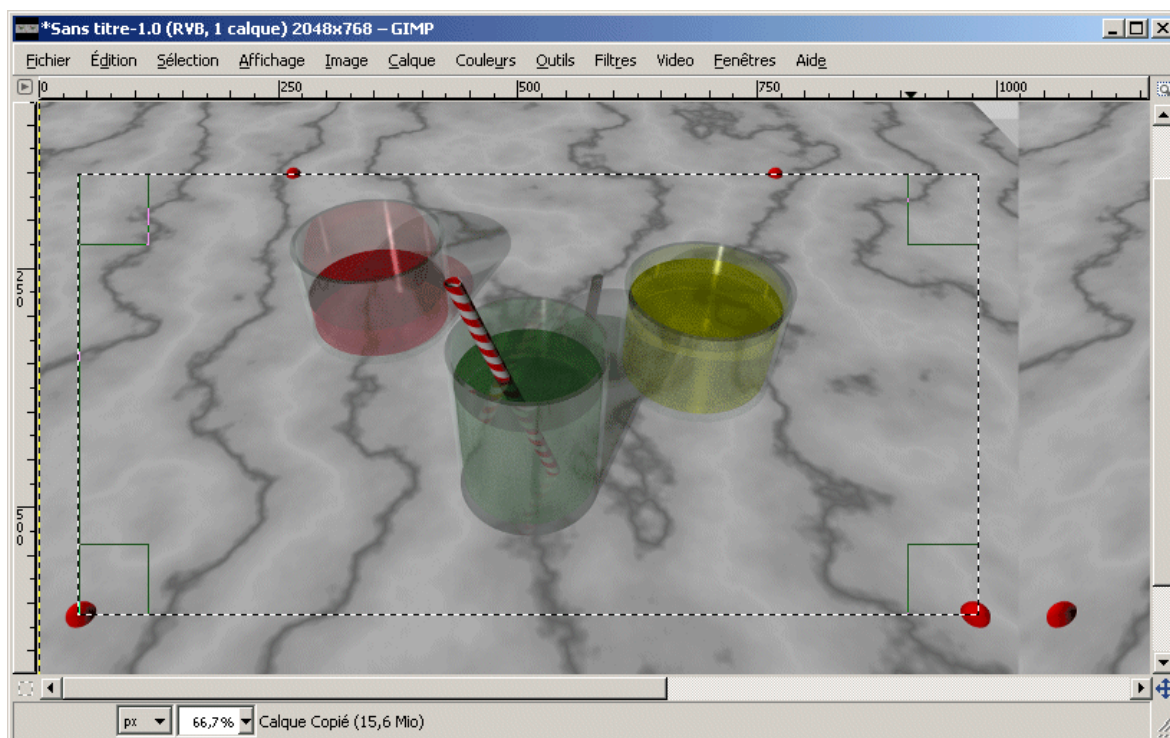 *Sans titre-1.0 (RVB, 1 calque) 2048x768 – GIMP
Fichier Édition Sélection Affichage Image Calque Couleurs Outils Filtres Video Fenêtres Aide
0 250 500 750 1000
250
500
px 66,7% Calque Copié (15,6 Mio)